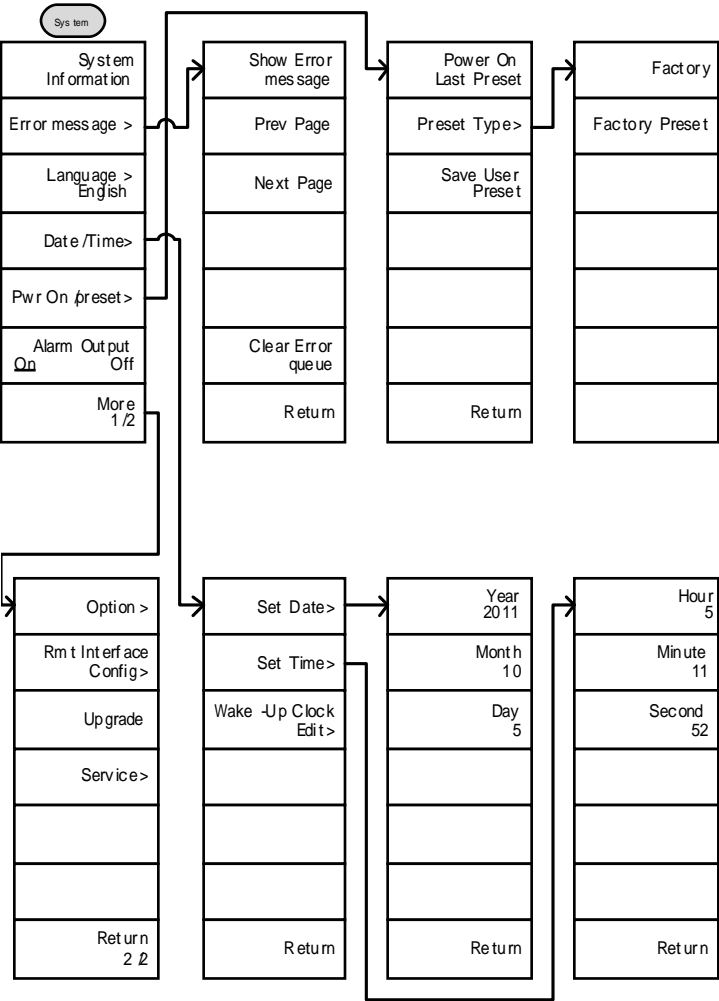 System
System
Information
Error message >
Language >
English
Date/Time>
Pwr On /preset>
Alarm Output
On Off
More
1/2
Show Error
message
Prev Page
Next Page
Clear Error
queue
Return
Power On
Last Preset
Preset Type>
Save User
Preset
Return
Factory
Factory Preset
Option >
Rmt Interface
Config>
Upgrade
Service>
Return
2/2
Set Date>
Set Time>
Wake -Up Clock
Edit>
Return
Year
2011
Month
10
Day
5
Return
Hour
5
Minute
11
Second
52
Return